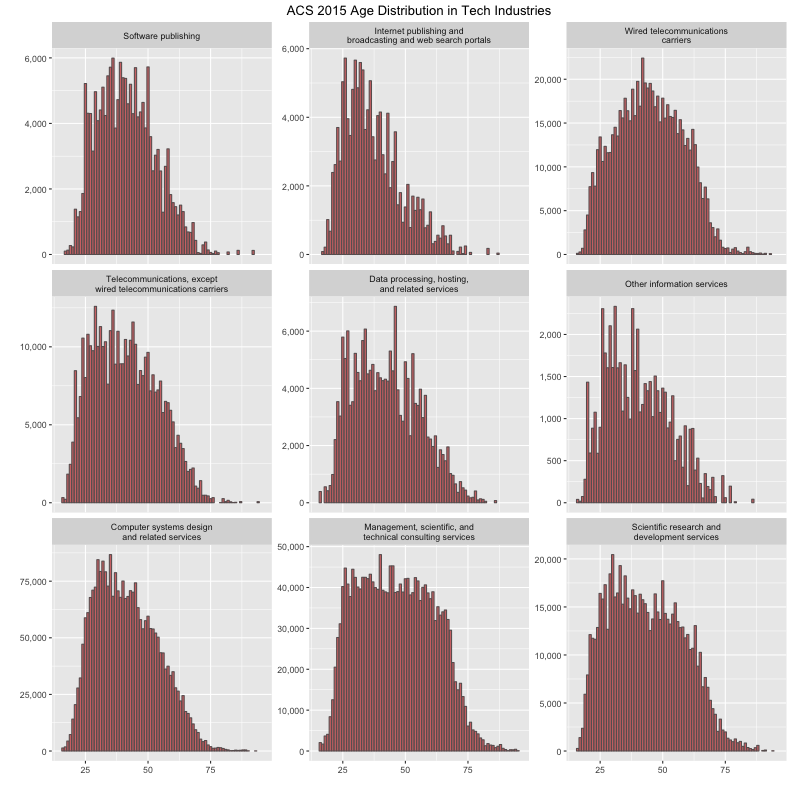 ACS 2015 Age Distribution in Tech Industries
Software publishing
6,000
4,000
2,000
0
Internet publishing and
broadcasting and web search portals
6,000
4,000
2,000
0
Wired telecommunications
carriers
20,000
15,000
10,000
5,000
0
Telecommunications, except
wired telecommunications carriers
10,000
5,000
0
Data processing, hosting,
and related services
6,000
4,000
2,000
0
Other information services
2,000
1,500
1,000
500
0
Computer systems design
and related services
75,000
50,000
25,000
0
25 50 75
Management, scientific, and
technical consulting services
50,000
40,000
30,000
20,000
10,000
0
25 50 75
Scientific research and
development services
20,000
15,000
10,000
5,000
0
25 50 75